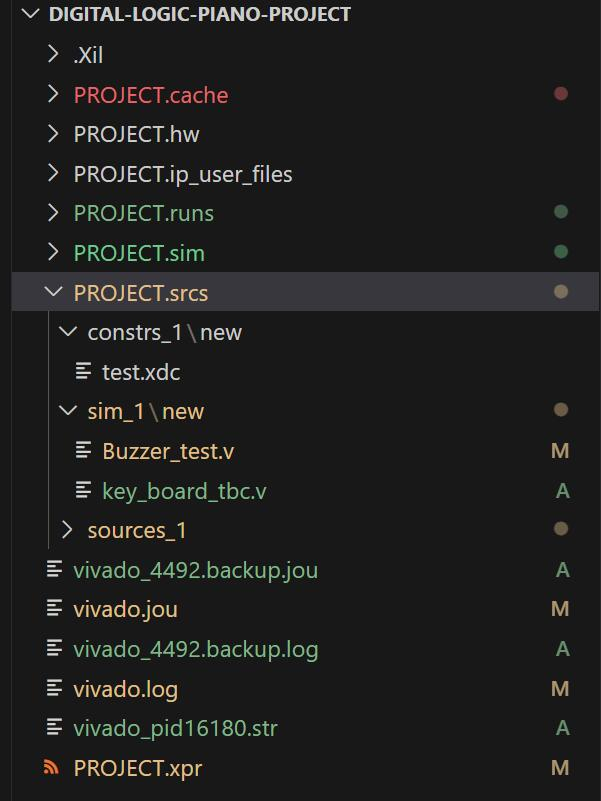 DIGITAL-LOGIC-PIANO-PROJECT
.Xil
PROJECT.cache
PROJECT.hw
PROJECT.ip_user_files
PROJECT.runs
PROJECT.sim
PROJECT.srcs
constrs_1\new
test.xdc
sim_1\new
Buzzer_test.v M
key_board_tbc.v A
sources_1
vivado_4492.backup.jou A
vivado.jou M
vivado_4492.backup.log A
vivado.log M
vivado_pid16180.str A
PROJECT.xpr M